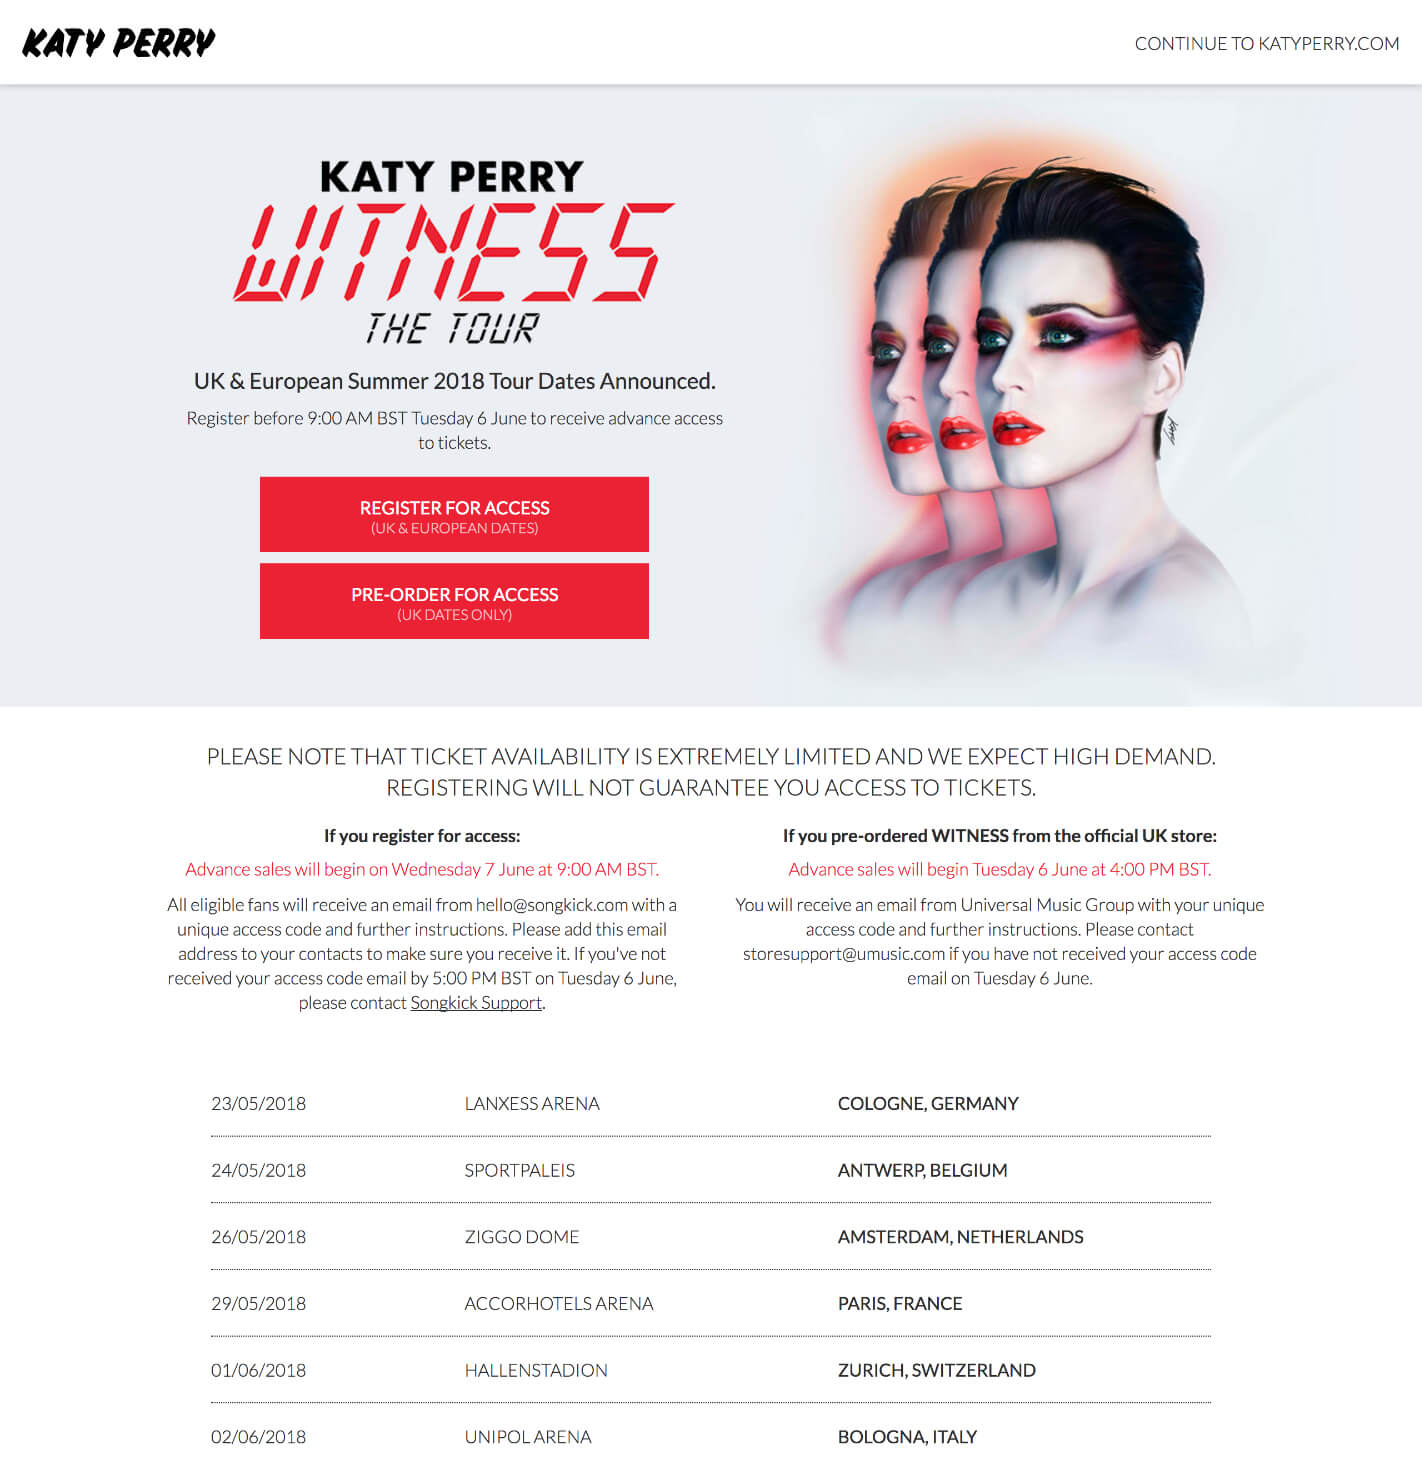 KATY PERRY
CONTINUE TO KATYPERRY.COM
KATY PERRY
WITNESS
THE TOUR
UK & European Summer 2018 Tour Dates Announced.
Register before 9:00 AM BST Tuesday 6 June to receive advance access
to tickets.
REGISTER FOR ACCESS
(UK & EUROPEAN DATES)
PRE-ORDER FOR ACCESS
(UK DATES ONLY)
Katy
PLEASE NOTE THAT TICKET AVAILABILITY IS EXTREMELY LIMITED AND WE EXPECT HIGH DEMAND.
REGISTERING WILL NOT GUARANTEE YOU ACCESS TO TICKETS.
If you register for access:
Advance sales will begin on Wednesday 7 June at 9:00 AM BST.
All eligible fans will receive an email from hello@songkick.com with a
unique access code and further instructions. Please add this email
address to your contacts to make sure you receive it. If you've not
received your access code email by 5:00 PM BST on Tuesday 6 June,
please contact Songkick Support.
If you pre-ordered WITNESS from the official UK store:
Advance sales will begin Tuesday 6 June at 4:00 PM BST.
You will receive an email from Universal Music Group with your unique
access code and further instructions. Please contact
storesupport@umusic.com if you have not received your access code
email on Tuesday 6 June.
23/05/2018 LANXESS ARENA COLOGNE, GERMANY
24/05/2018 SPORTPALEIS ANTWERP, BELGIUM
26/05/2018 ZIGGO DOME AMSTERDAM, NETHERLANDS
29/05/2018 ACCORHOTELS ARENA PARIS, FRANCE
01/06/2018 HALLENSTADION ZURICH, SWITZERLAND
02/06/2018 UNIPOL ARENA BOLOGNA, ITALY